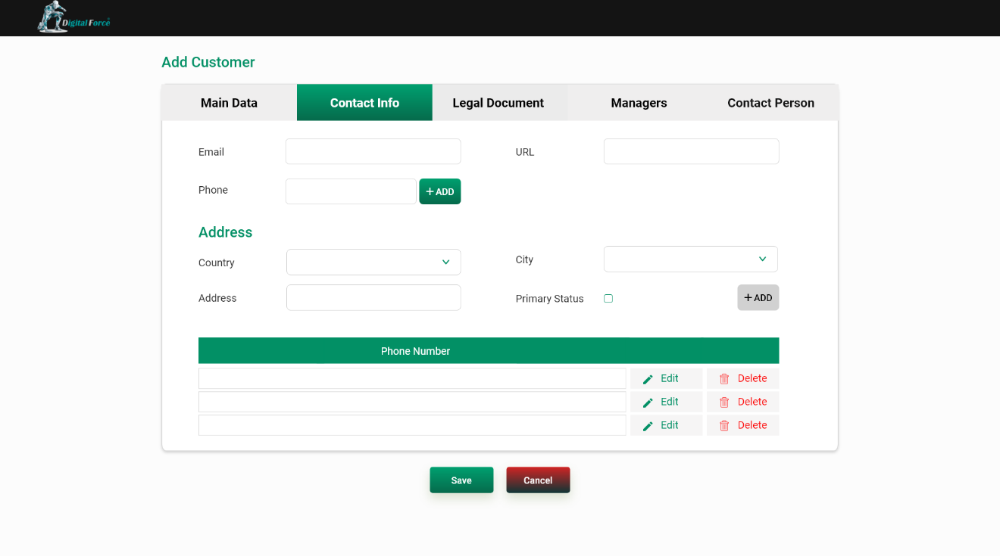 Digital Force
Add Customer
Main Data
Contact Info
Legal Document
Managers
Contact Person
Email
URL
Phone
+ ADD
Address
Country
City
Address
Primary Status
+ ADD
Phone Number
Edit
Delete
Edit
Delete
Edit
Delete
Save
Cancel